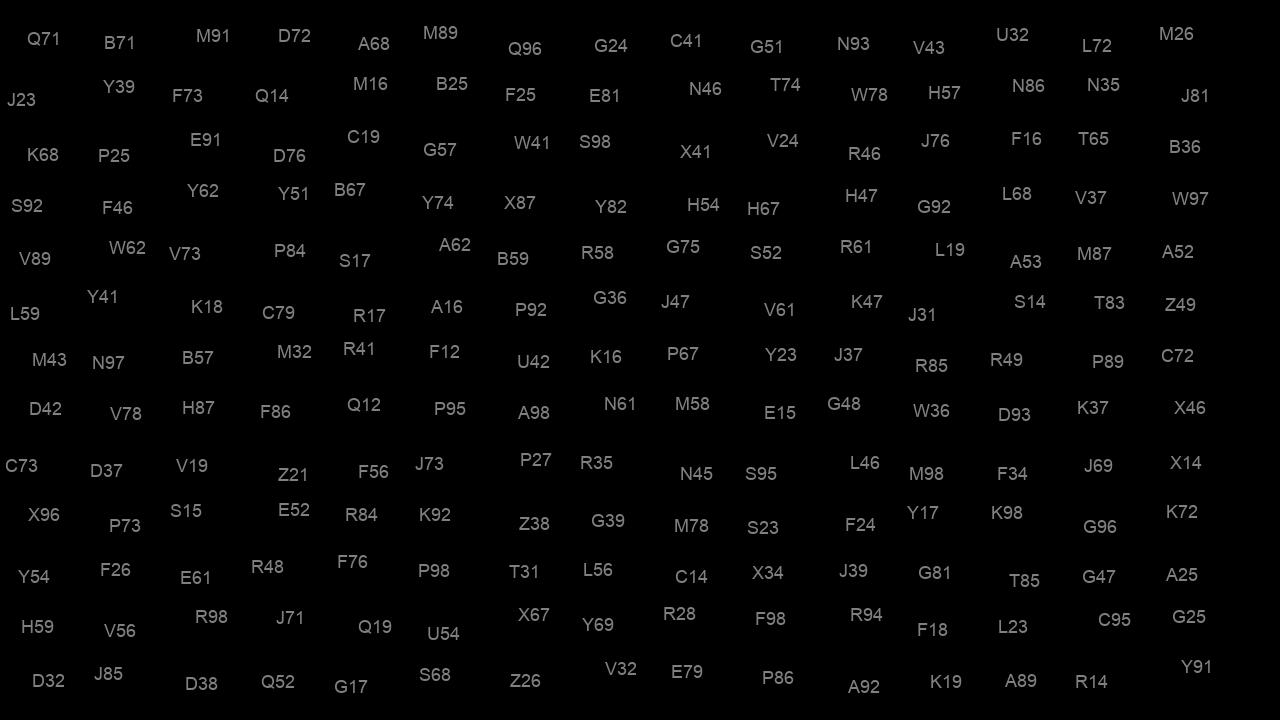 Q71 B71 M91 D72 A68 M89 Q96 G24 C41 G51 N93 V43 U32 L72 M26
J23 Y39 F73 Q14 M16 B25 F25 E81 N46 T74 W78 H57 N86 N35 J81
K68 P25 E91 D76 C19 G57 W41 S98 X41 V24 R46 J76 F16 T65 B36
S92 F46 Y62 Y51 B67 Y74 X87 Y82 H54 H67 H47 G92 L68 V37 W97
V89 W62 V73 P84 S17 A62 B59 R58 G75 S52 R61 L19 A53 M87 A52
L59 Y41 K18 C79 R17 A16 P92 G36 J47 V61 K47 J31 S14 T83 Z49
M43 N97 B57 M32 R41 F12 U42 K16 P67 Y23 J37 R85 R49 P89 C72
D42 V78 H87 F86 Q12 P95 A98 N61 M58 E15 G48 W36 D93 K37 X46
C73 D37 V19 Z21 F56 J73 P27 R35 N45 S95 L46 M98 F34 J69 X14
X96 P73 S15 E52 R84 K92 Z38 G39 M78 S23 F24 Y17 K98 G96 K72
Y54 F26 E61 R48 F76 P98 T31 L56 C14 X34 J39 G81 T85 G47 A25
H59 V56 R98 J71 Q19 U54 X67 Y69 R28 F98 R94 F18 L23 C95 G25
D32 J85 D38 Q52 G17 S68 Z26 V32 E79 P86 A92 K19 A89 R14 Y91